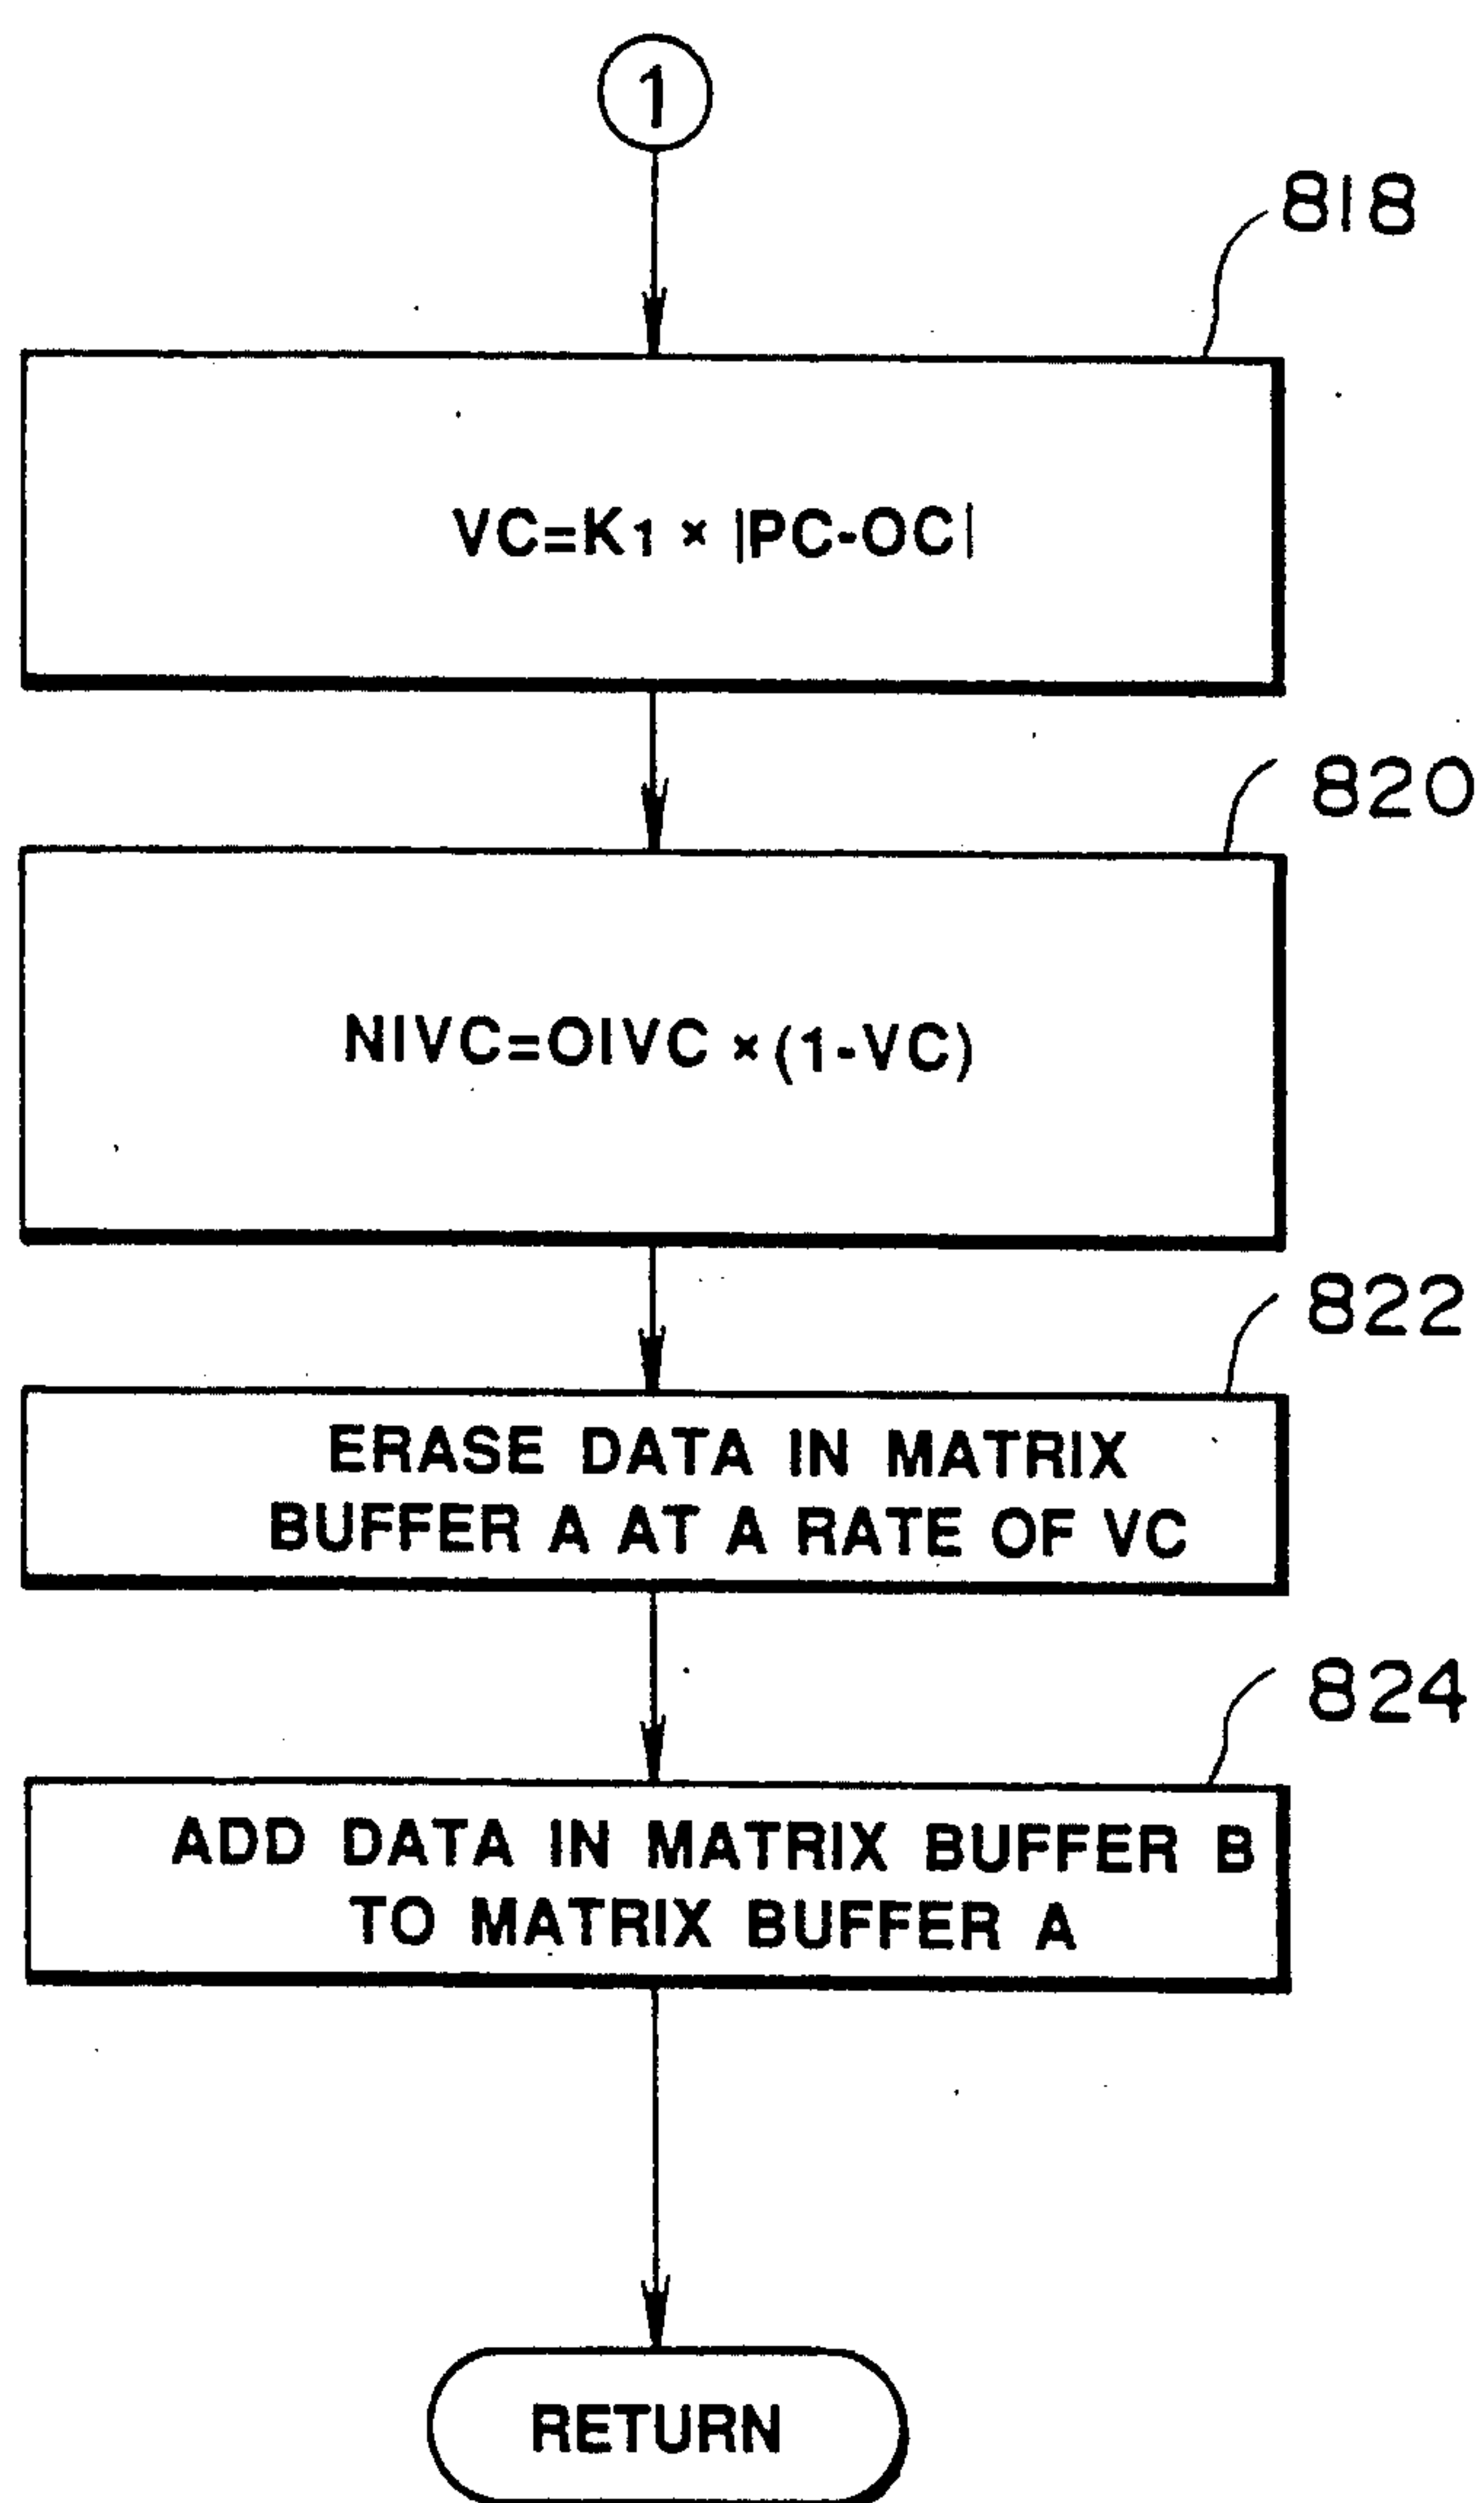 1
818
VC=K1×|PC-OC|
820
NIVC=OIVC×(1-VC)
822
ERASE DATA IN MATRIX
BUFFER A AT A RATE OF VC
824
ADD DATA IN MATRIX BUFFER B
TO MATRIX BUFFER A
RETURN